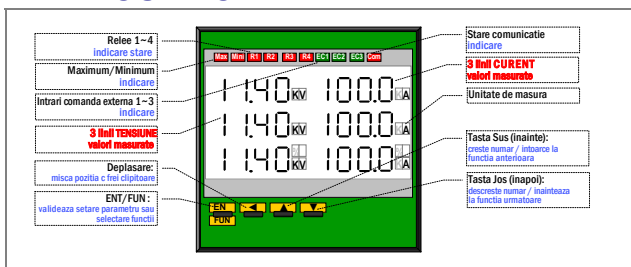 Relee 1~4
indicare stare
Maximum/Minimum
indicare
Intrari comanda externa 1~3
indicare
3 linii TENSIUNE
valori masurate
Deplasare:
misca pozitia c frei clipitoare
ENT/FUN :
valideaza setare parametru sau
selectare functii
Max Mini R1 R2 R3 R4 EC1 EC2 EC3 Com
11.40 KV 100.0 KA
11.40 KV 100.0 KA
11.40 KV 100.0 KA
EN
FUN
Stare comunicatie
indicare
3 linii CURENT
valori masurate
Unitate de masura
Tasta Sus (inainte):
creste numar / intoarce la
functia anterioara
Tasta Jos (inapoi):
descreste numar / inainteaza
la functia urmatoare